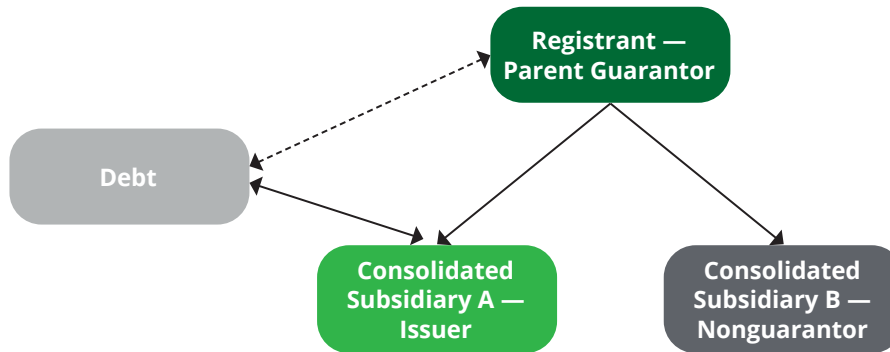 Registrant —
Parent Guarantor
Debt
Consolidated
Subsidiary A —
Issuer
Consolidated
Subsidiary B —
Nonguarantor